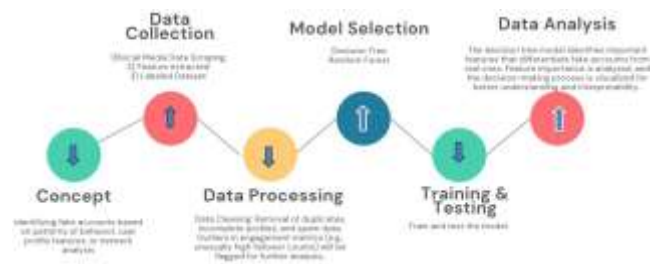 Data
Collection
1)Social Media Data Scraping
2) Feature extracted
3) Labeled Dataset
Model Selection
Decision Tree
Random Forest
Data Analysis
The decision tree model identifies important
features that differentiate fake accounts from
real ones. Feature importance is analyzed, and
the decision-making process is visualized for
better understanding and interpretability.
Concept
Identifying fake accounts based
on patterns of behavior, user
profile features, or network
analysis.
Data Processing
Data Cleaning: Removal of duplicates,
incomplete profiles, and spam data.
Outliers in engagement metrics (e.g.,
unusually high follower counts) will be
flagged for further analysis.
Training &
Testing
Train and test the model